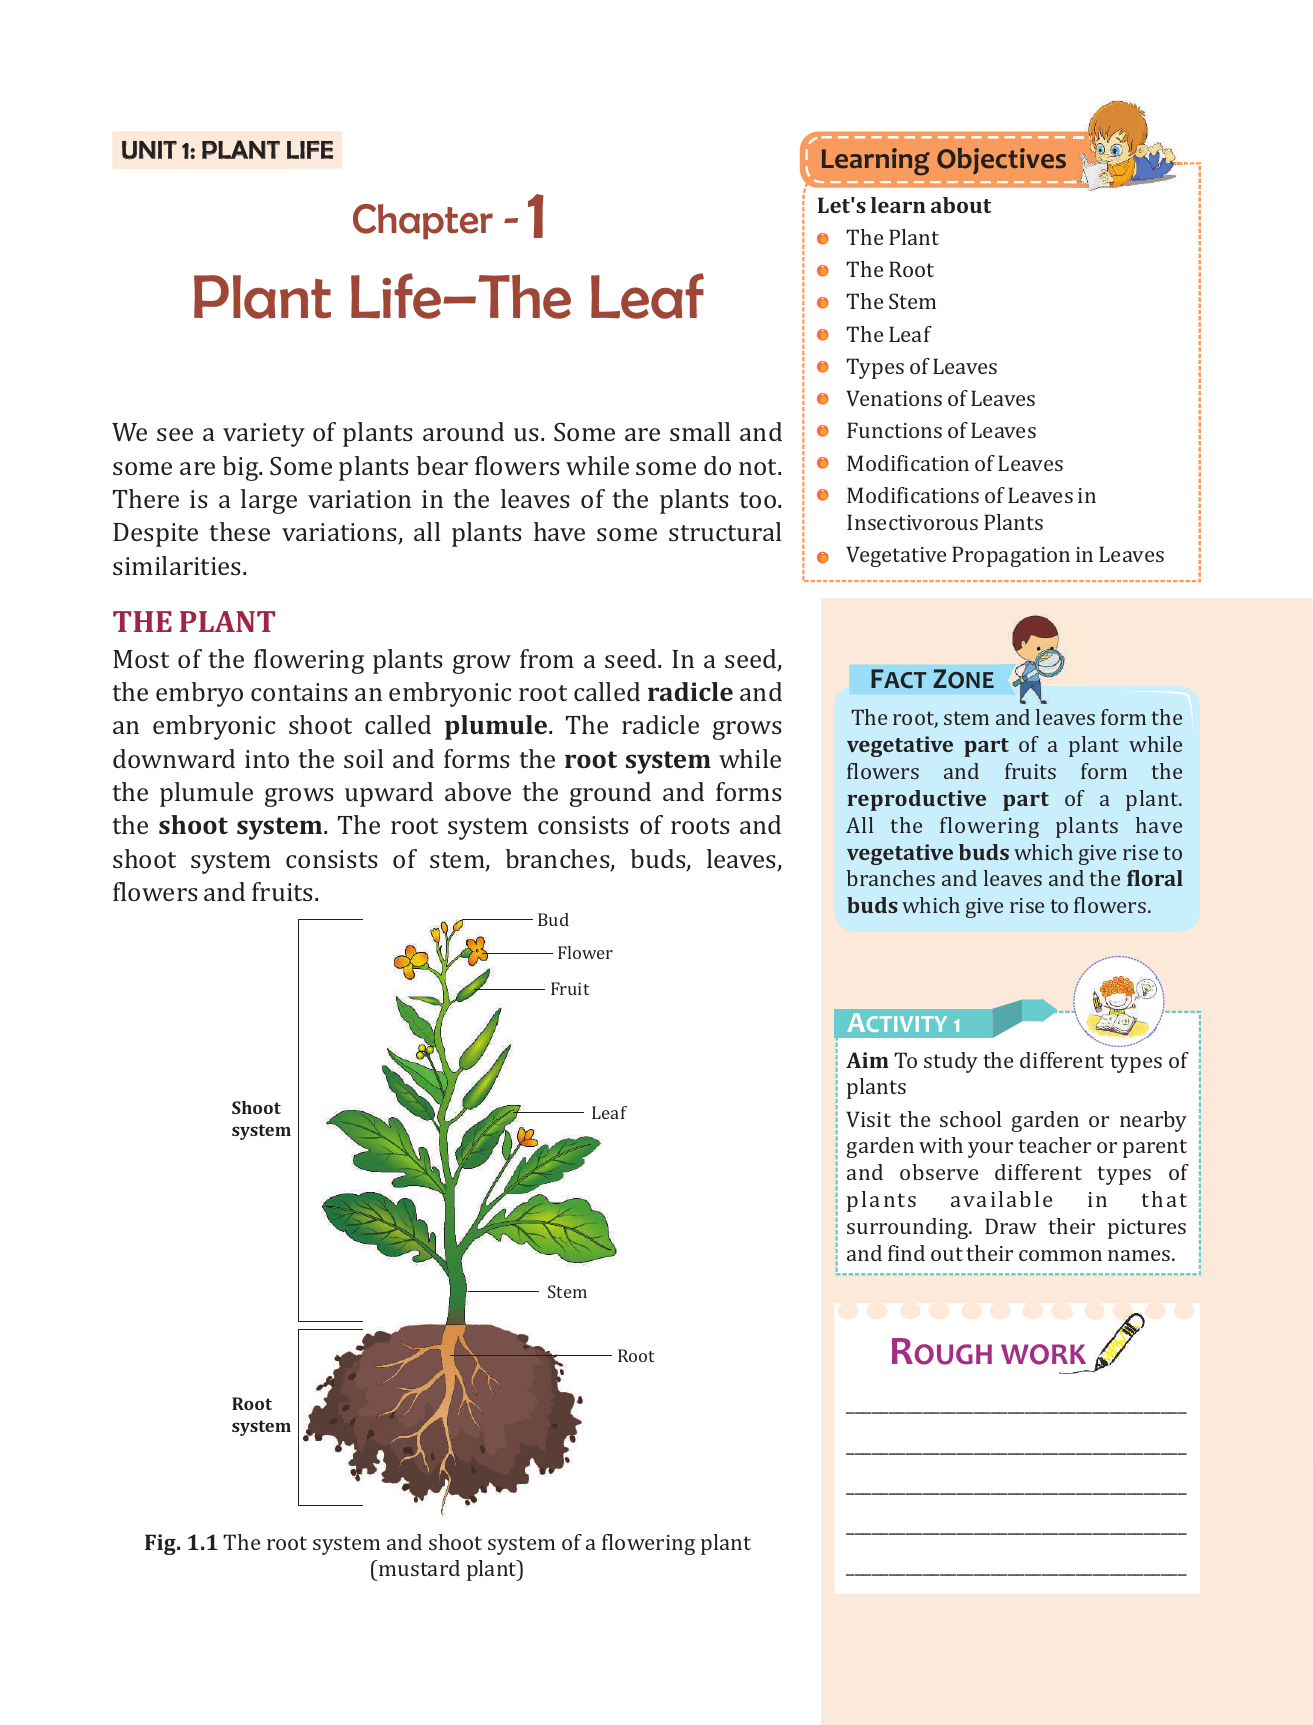 UNIT 1: PLANT LIFE
Chapter - 1
Plant Life–The Leaf
We see a variety of plants around us. Some are small and
some are big. Some plants bear flowers while some do not.
There is a large variation in the leaves of the plants too.
Despite these variations, all plants have some structural
similarities.
THE PLANT
Most of the flowering plants grow from a seed. In a seed,
the embryo contains an embryonic root called radicle and
an embryonic shoot called plumule. The radicle grows
downward into the soil and forms the root system while
the plumule grows upward above the ground and forms
the shoot system. The root system consists of roots and
shoot system consists of stem, branches, buds, leaves,
flowers and fruits.
Bud
Flower
Fruit
Shoot
system
Leaf
Stem
Root
Root
system
Fig. 1.1 The root system and shoot system of a flowering plant
(mustard plant)
Learning Objectives
Let's learn about
The Plant
The Root
The Stem
The Leaf
Types of Leaves
Venations of Leaves
Functions of Leaves
Modification of Leaves
Modifications of Leaves in
Insectivorous Plants
Vegetative Propagation in Leaves
FACT ZONE
The root, stem and leaves form the
vegetative part of a plant while
flowers and fruits form the
reproductive part of a plant.
All the flowering plants have
vegetative buds which give rise to
branches and leaves and the floral
buds which give rise to flowers.
ACTIVITY 1
Aim To study the different types of
plants
Visit the school garden or nearby
garden with your teacher or parent
and observe different types of
plants available in that
surrounding. Draw their pictures
and find out their common names.
ROUGH WORK